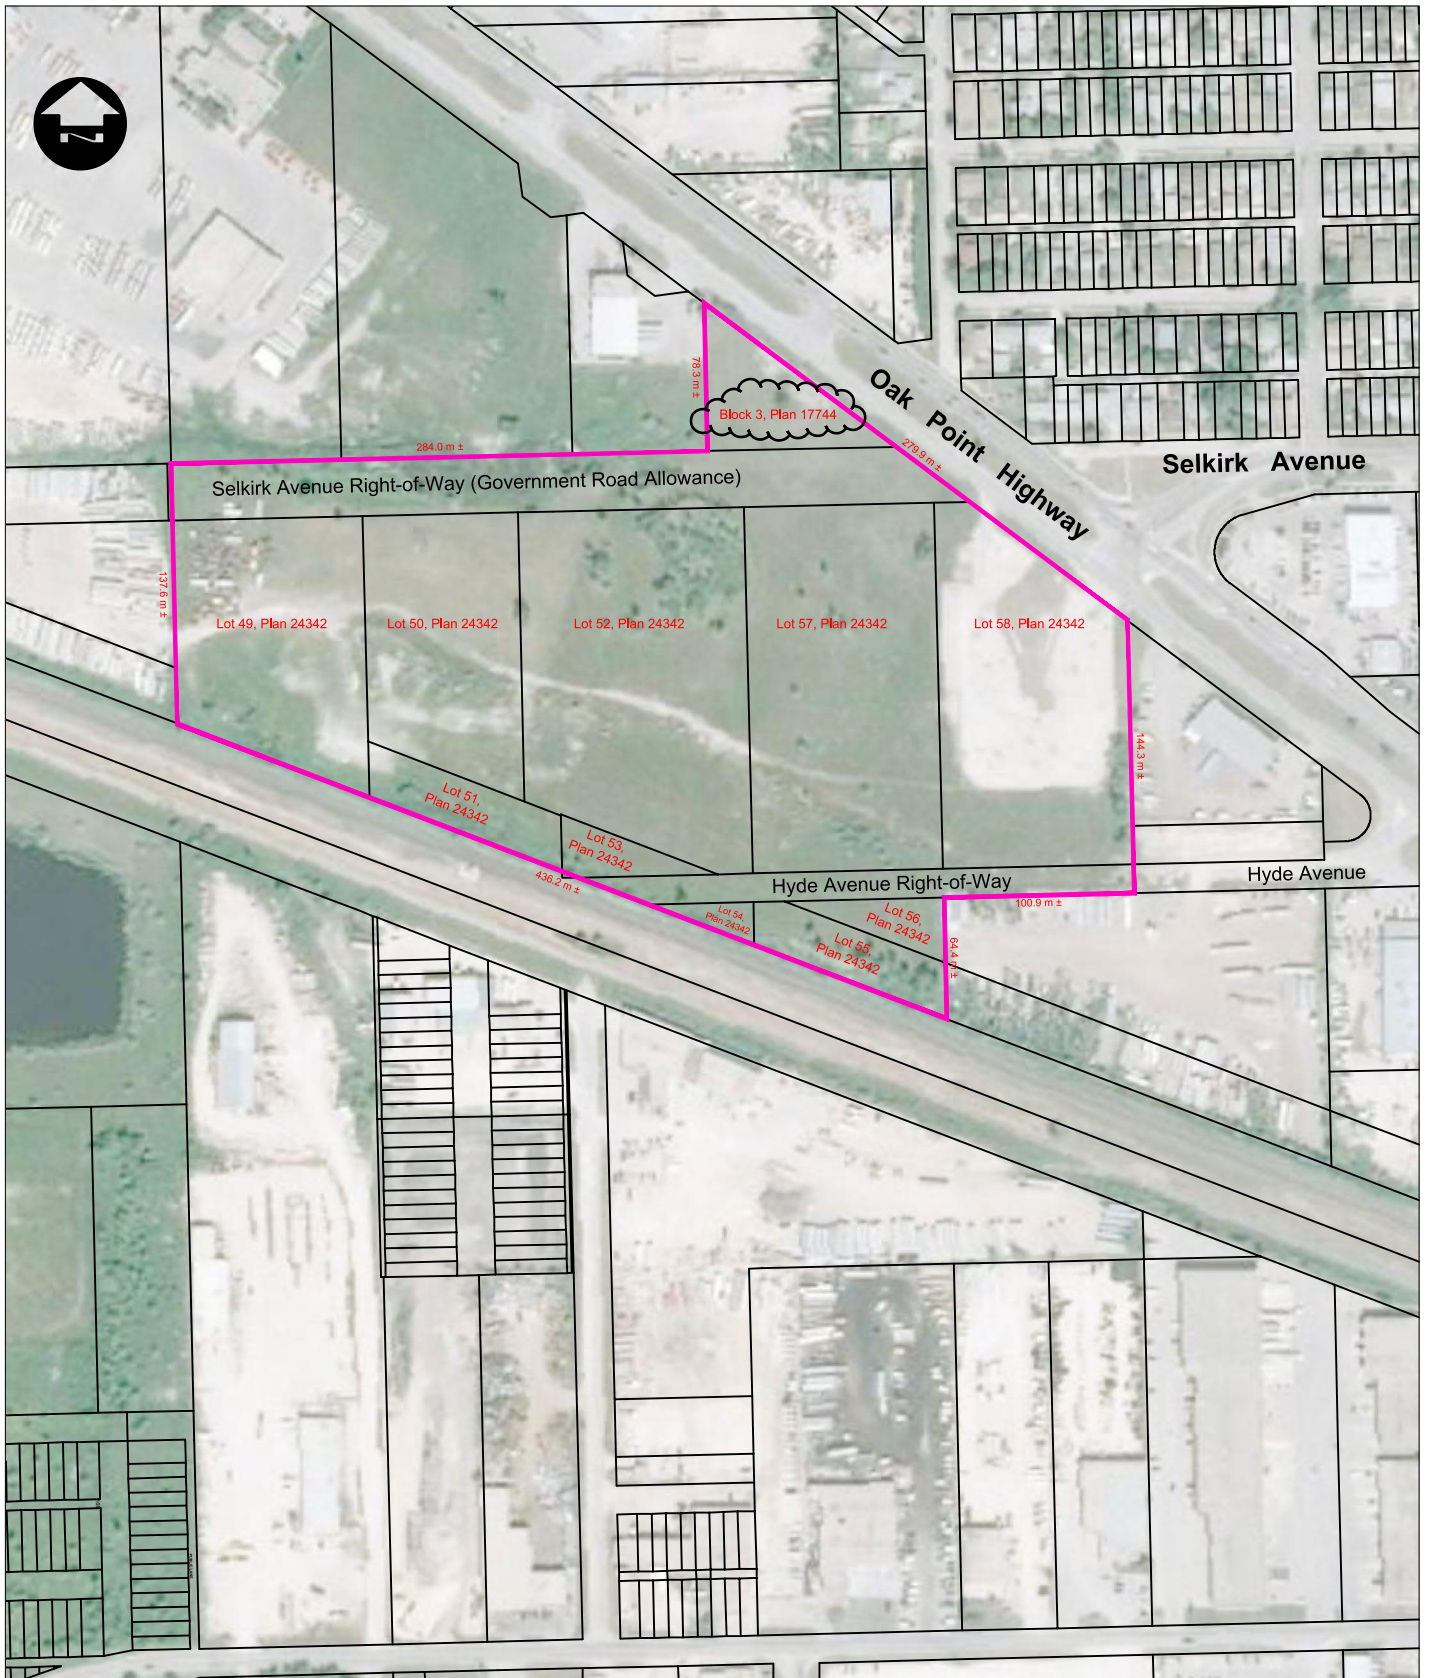 N
78.3 m ±
Oak Point Highway
Block 3, Plan 17744
284.0 m ±
279.9 m ±
Selkirk Avenue
Selkirk Avenue Right-of-Way (Government Road Allowance)
137.6 m ±
Lot 49, Plan 24342
Lot 50, Plan 24342
Lot 52, Plan 24342
Lot 57, Plan 24342
Lot 58, Plan 24342
144.3 m ±
Lot 51,
Plan 24342
Lot 53,
Plan 24342
436.2 m ±
Hyde Avenue Right-of-Way
Hyde Avenue
100.9 m ±
Lot 54,
Plan 24342
Lot 56,
Plan 24342
Lot 55,
Plan 24342
64.4 m ±